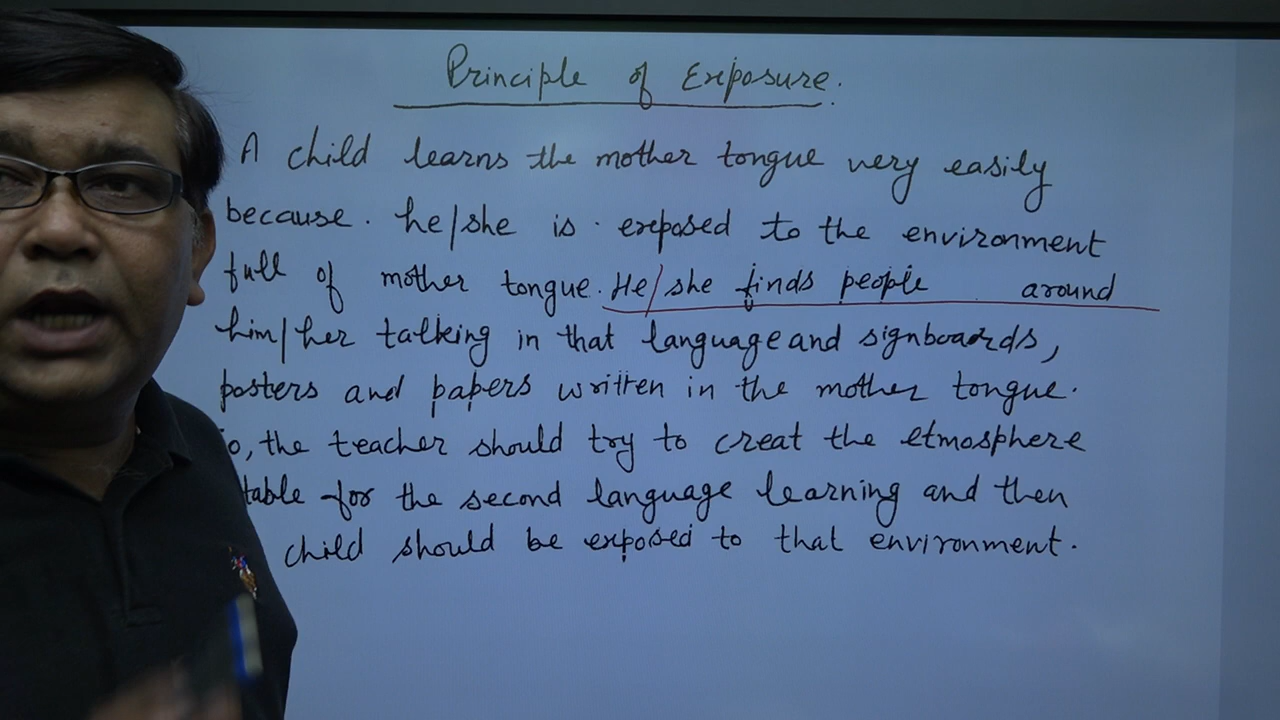 Principle of Exposure.
A child learns the mother tongue very easily
because. he/she is. exposed to the environment
full of mother tongue. He/she finds people around
him/her talking in that language and signboards,
posters and papers written in the mother tongue.
o, the teacher should try to creat the etmosphere
table for the second language learning and then
child should be exposed to that environment.